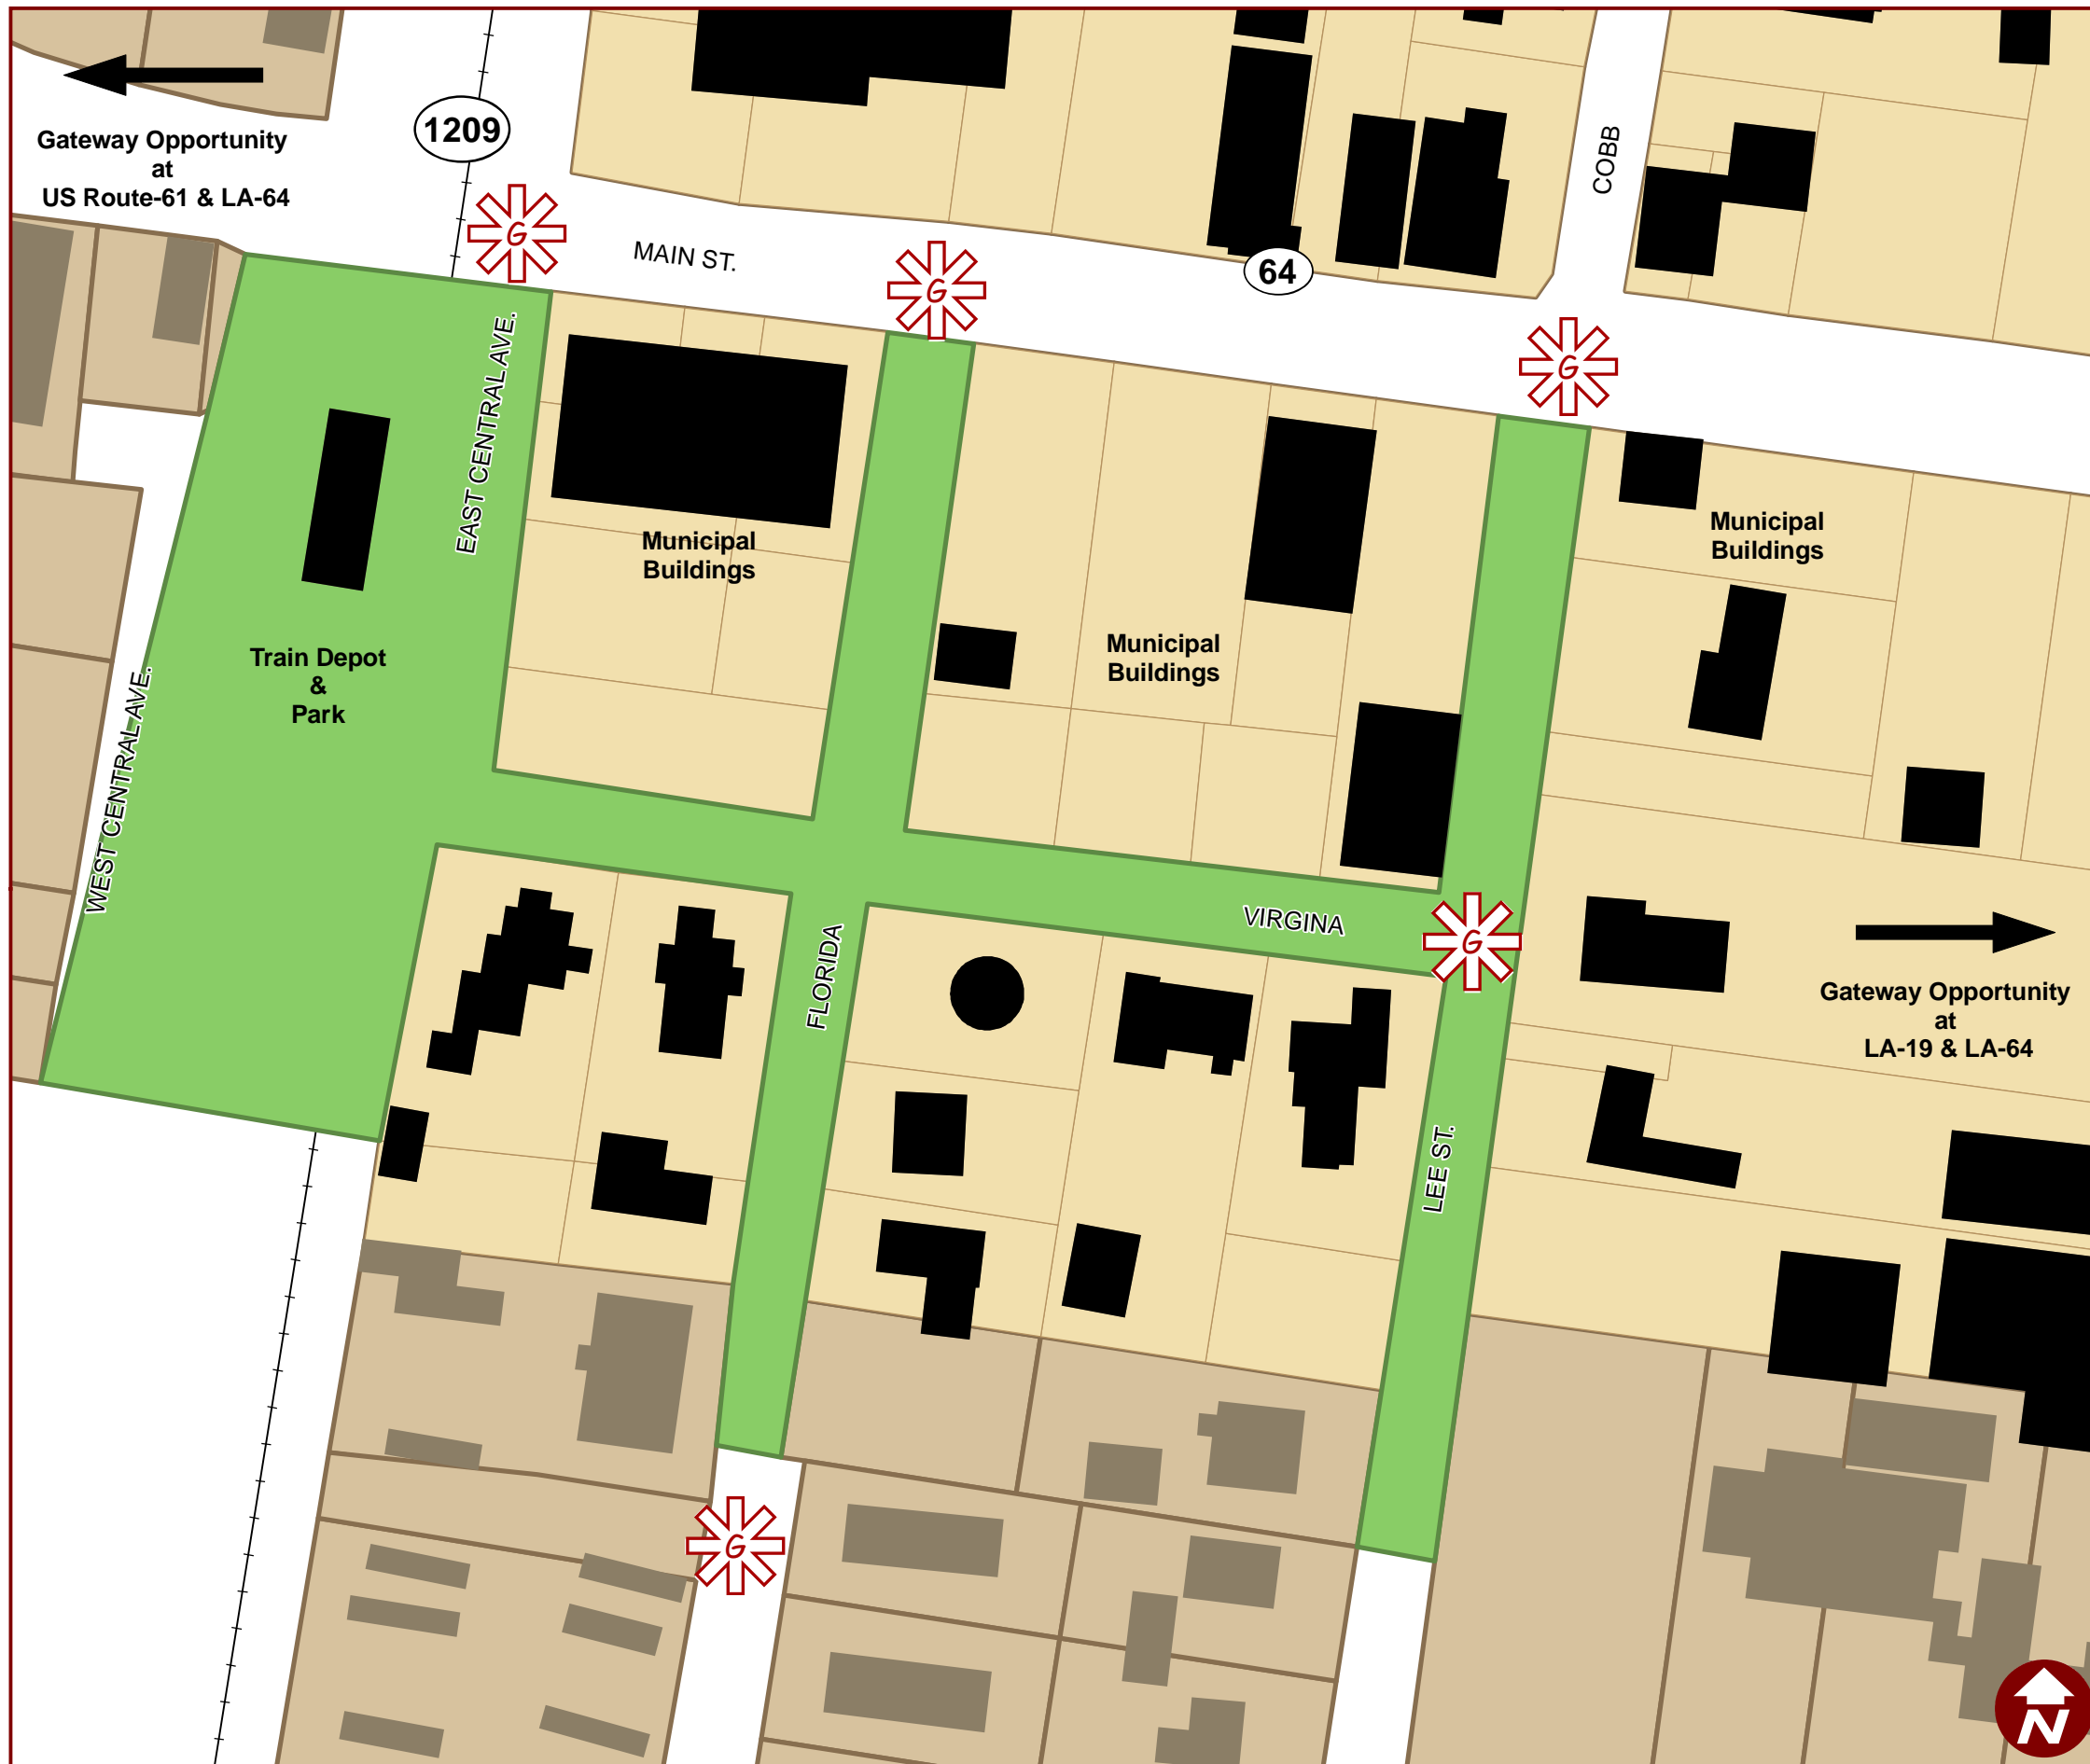 Gateway Opportunity
at
US Route-61 & LA-64
1209
COBB
G
MAIN ST.
G
64
G
EAST CENTRAL AVE.
Municipal
Buildings
Municipal
Buildings
Train Depot
&
Park
Municipal
Buildings
WEST CENTRAL AVE.
VIRGINA
G
FLORIDA
Gateway Opportunity
at
LA-19 & LA-64
LEE ST.
G
N